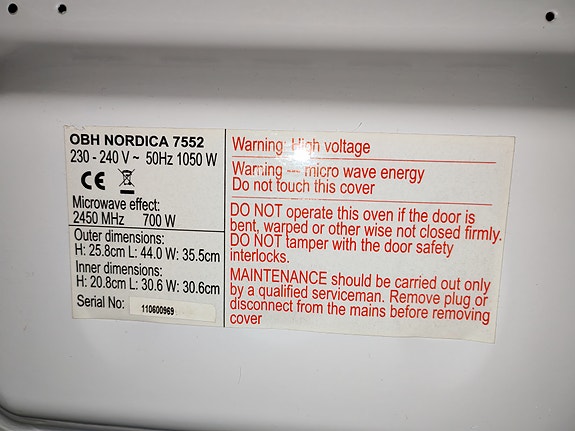 OBH NORDICA 7552
230 - 240 V ~ 50Hz 1050 W
CE
Microwave effect:
2450 MHz 700 W
Outer dimensions:
H: 25.8cm L: 44.0 W: 35.5cm
Inner dimensions:
H: 20.8cm L: 30.6 W: 30.6cm
Serial No: 110600969
Warning: High voltage
Warning -- micro wave energy
Do not touch this cover
DO NOT operate this oven if the door is
bent, warped or other wise not closed firmly.
DO NOT tamper with the door safety
interlocks.
MAINTENANCE should be carried out only
by a qualified serviceman. Remove plug or
disconnect from the mains before removing
cover